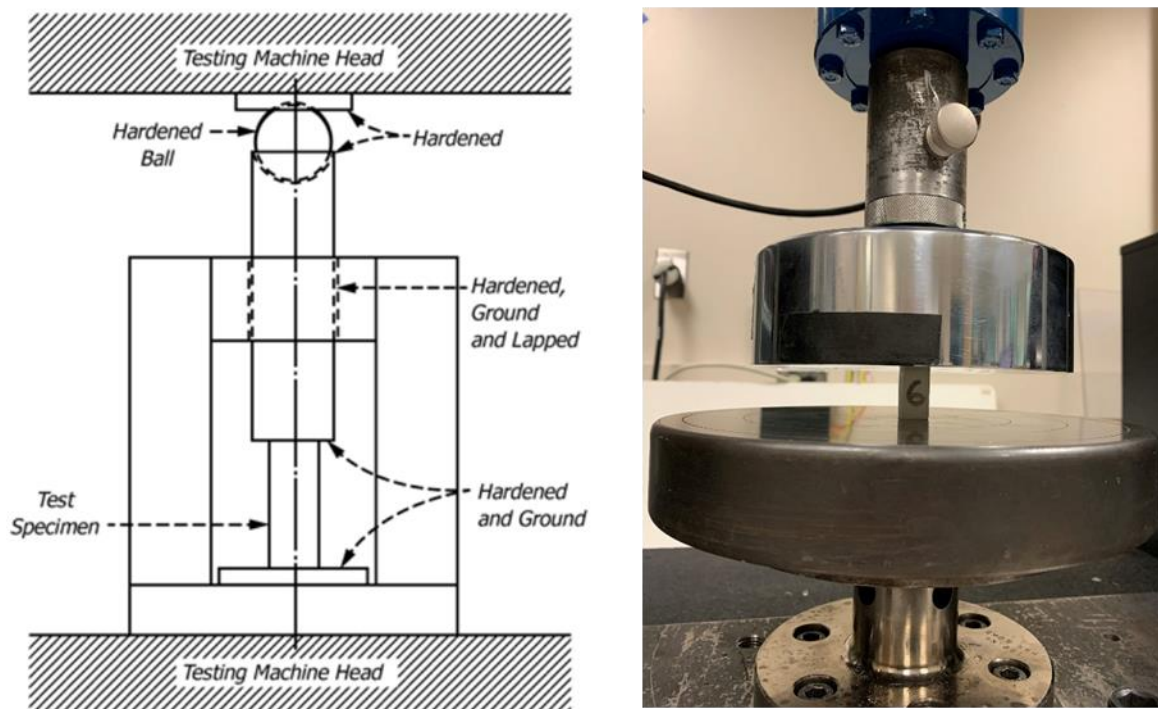 Testing Machine Head
Hardened
Ball
Hardened
Hardened,
Ground
and Lapped
Test
Specimen
Hardened
and Ground
Testing Machine Head
6